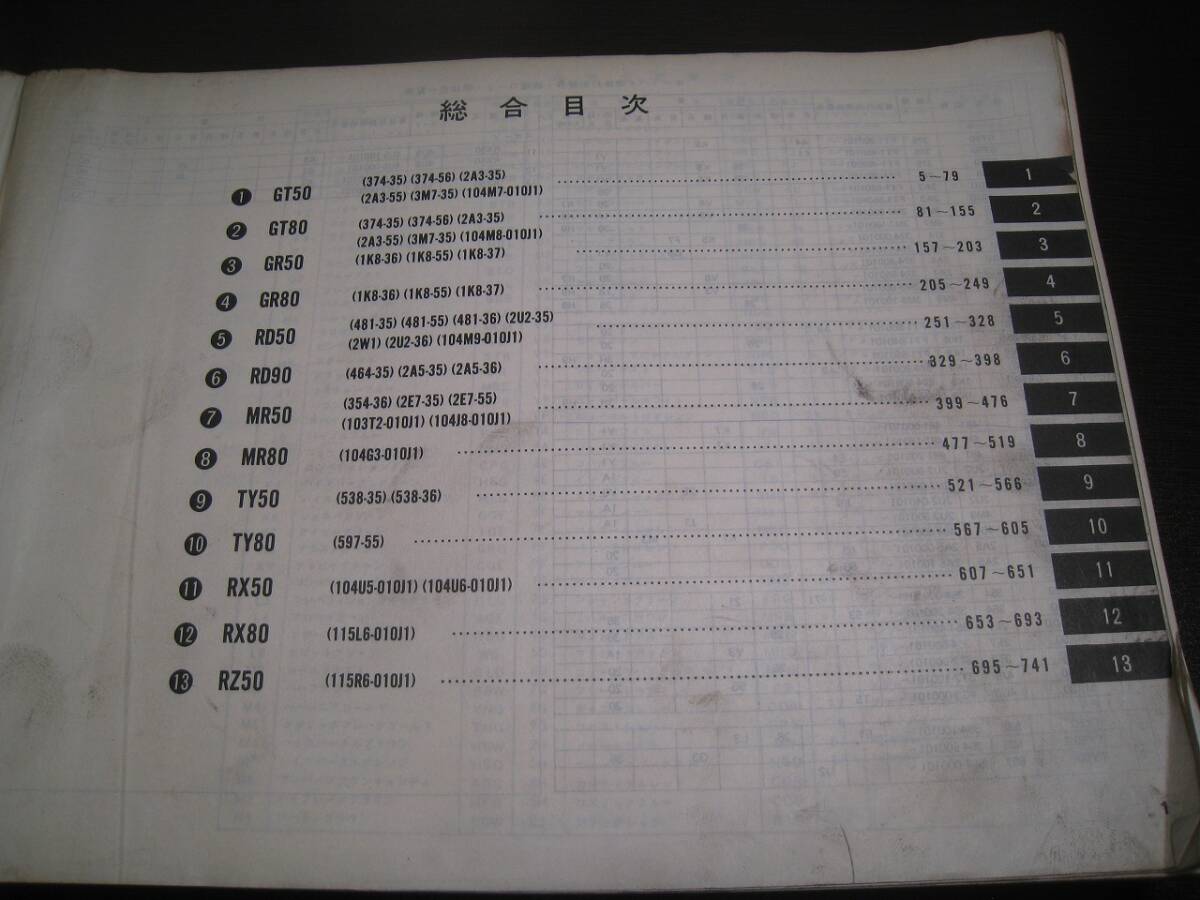 総合目次
❶ GT50 (374-35) (374-56) (2A3-35) (2A3-55) (3M7-35) (104M7-010J1) 5~79 1
❷ GT80 (374-35) (374-56) (2A3-35) (2A3-55) (3M7-35) (104M8-010J1) 81~155 2
❸ GR50 (1K8-36) (1K8-55) (1K8-37) 157~203 3
❹ GR80 (1K8-36) (1K8-55) (1K8-37) 205~249 4
❺ RD50 (481-35) (481-55) (481-36) (2U2-35) (2W1) (2U2-36) (104M9-010J1) 251~328 5
❻ RD90 (464-35) (2A5-35) (2A5-36) 329~398 6
❼ MR50 (354-36) (2E7-35) (2E7-55) (103T2-010J1) (104J8-010J1) 399~476 7
❽ MR80 (104G3-010J1) 477~519 8
❾ TY50 (538-35) (538-36) 521~566 9
❿ TY80 (597-55) 567~605 10
⓫ RX50 (104U5-010J1) (104U6-010J1) 607~651 11
⓬ RX80 (115L6-010J1) 653~693 12
⓭ RZ50 (115R6-010J1) 695~741 13